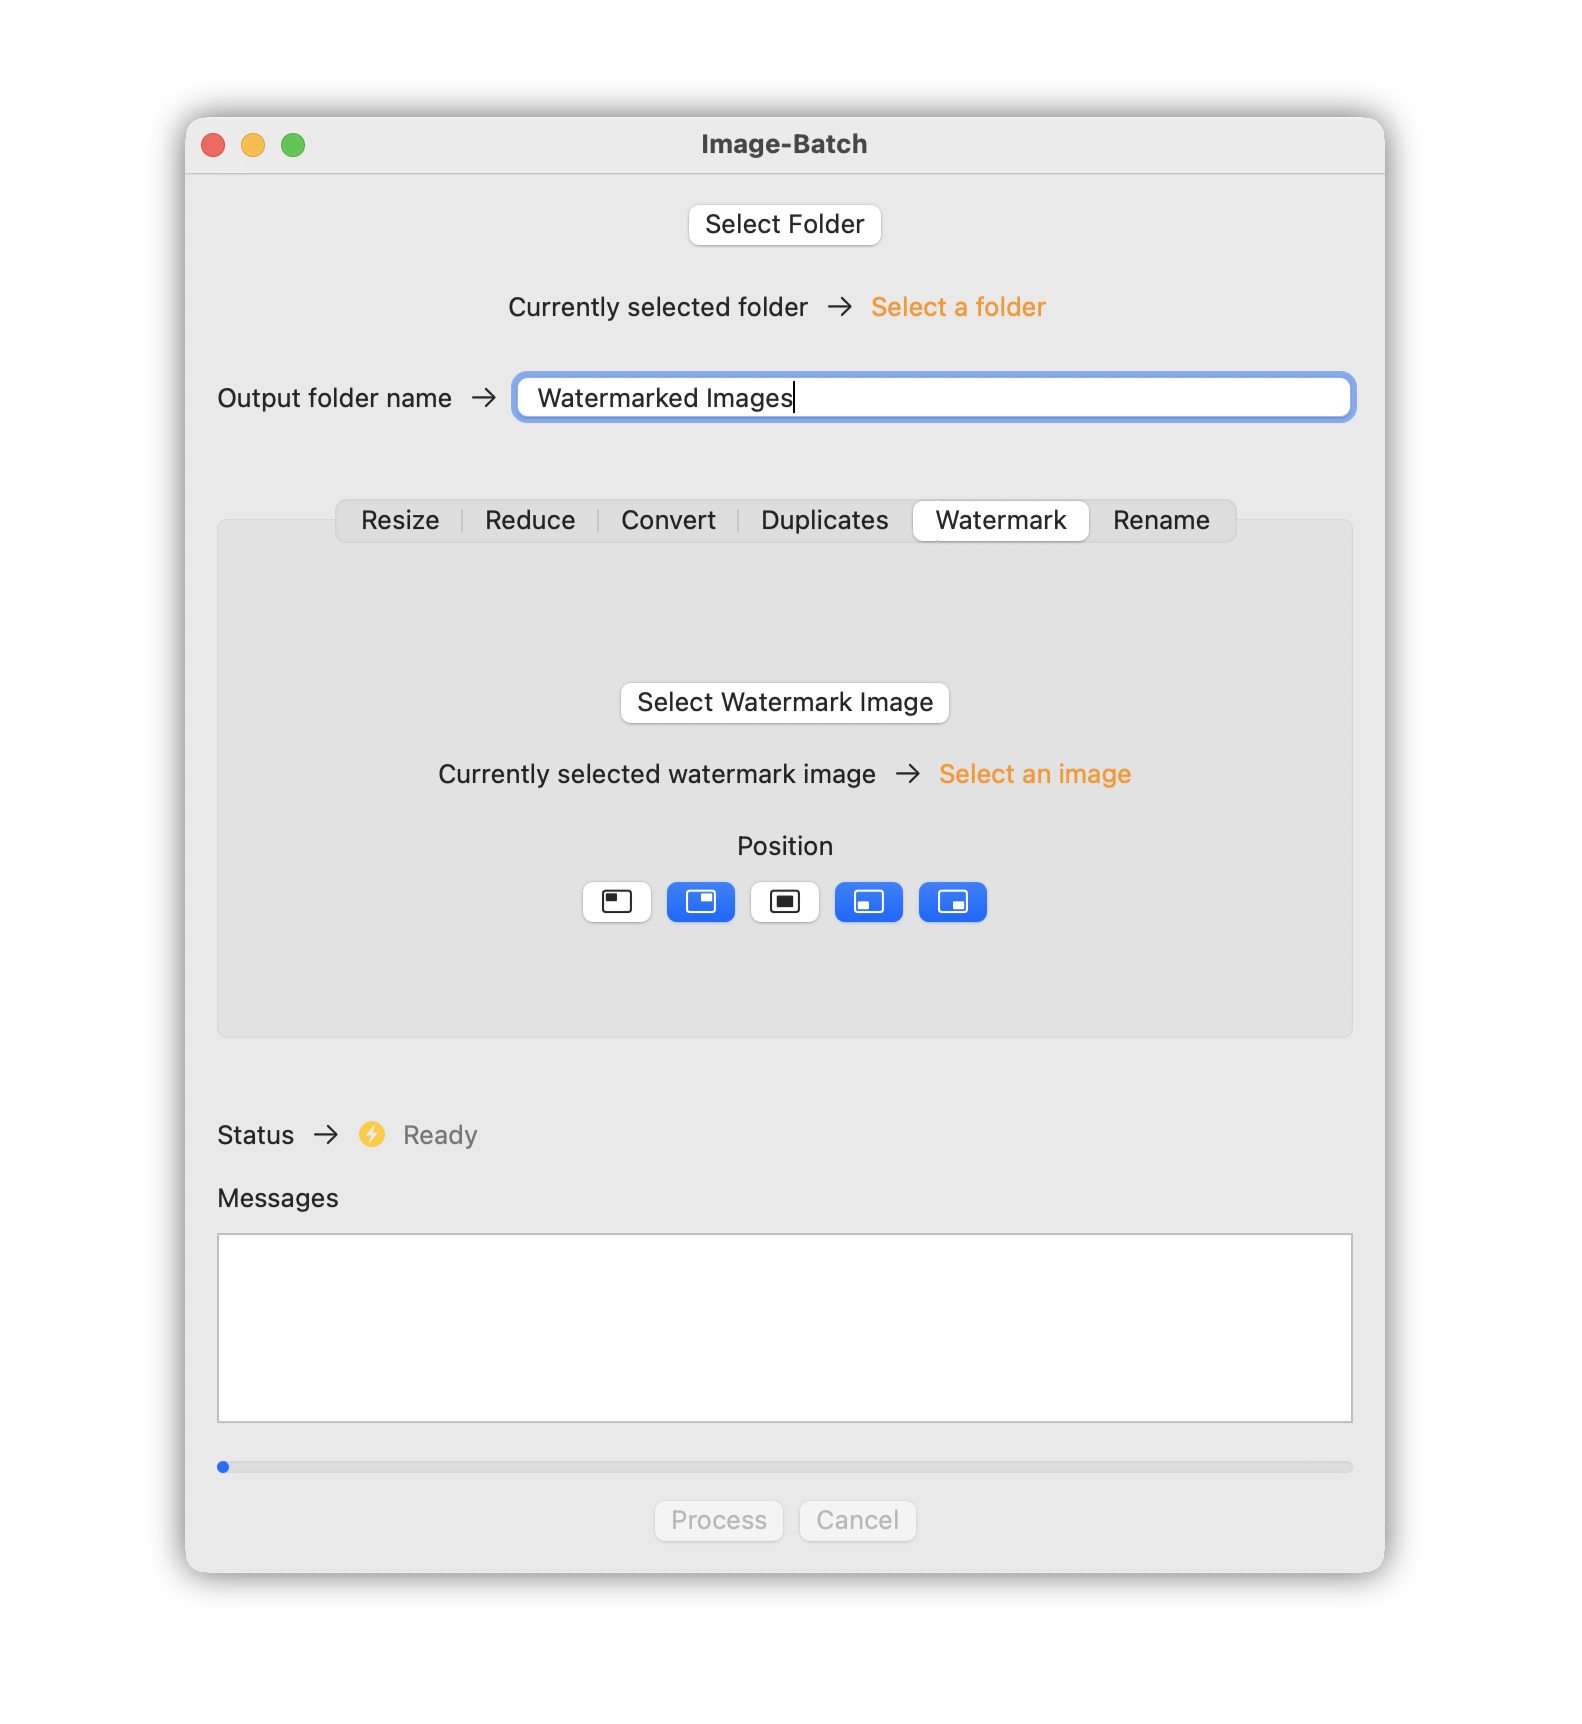 Image-Batch
Select Folder
Currently selected folder → Select a folder
Output folder name → Watermarked Images
Resize Reduce Convert Duplicates Watermark Rename
Select Watermark Image
Currently selected watermark image → Select an image
Position
Status → Ready
Messages
Process Cancel